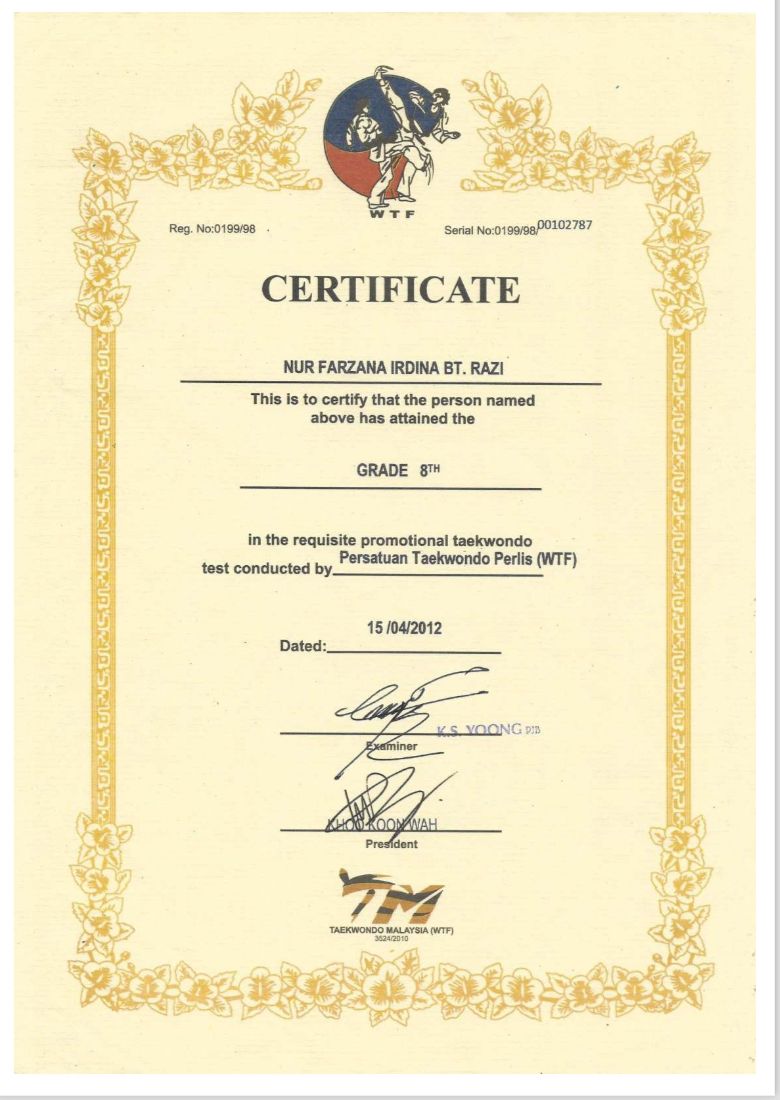 WTF
Reg. No:0199/98
Serial No:0199/98/00102787
CERTIFICATE
NUR FARZANA IRDINA BT. RAZI
This is to certify that the person named
above has attained the
GRADE 8TH
in the requisite promotional taekwondo
test conducted by Persatuan Taekwondo Perlis (WTF)
Dated: 15 /04/2012
K.S. YOONG PJB
Examiner
KHOO KOON WAH
President
TM
TAEKWONDO MALAYSIA (WTF)
3524/2010